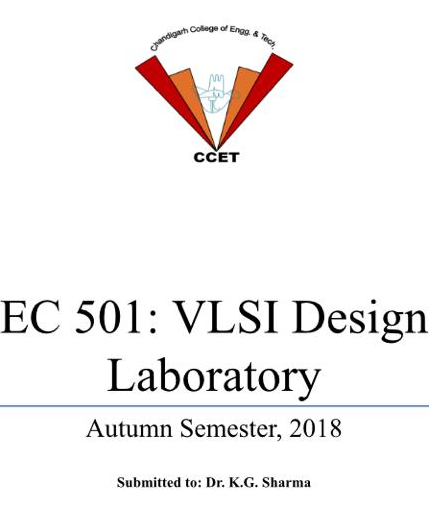 Chandigarh College of Engg. & Tech.
CCET
EC 501: VLSI Design
Laboratory
Autumn Semester, 2018
Submitted to: Dr. K.G. Sharma